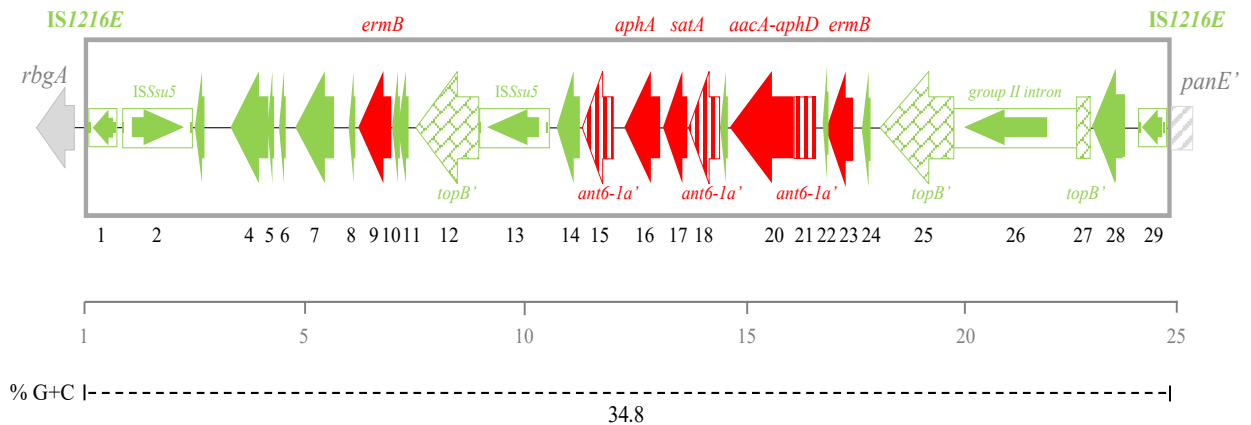 IS1216E
IS1216E
ermB aphA satA aacA-aphD ermB
rbgA
panE’
ISSsu5 ISSsu5 group II intron
topB’ ant6-1a’ ant6-1a’ ant6-1a’ topB’ topB’
1 2 4 5 6 7 8 9 10 11 12 13 14 15 16 17 18 20 21 22 23 24 25 26 27 28 29
1 5 10 15 20 25
% G+C
34.8